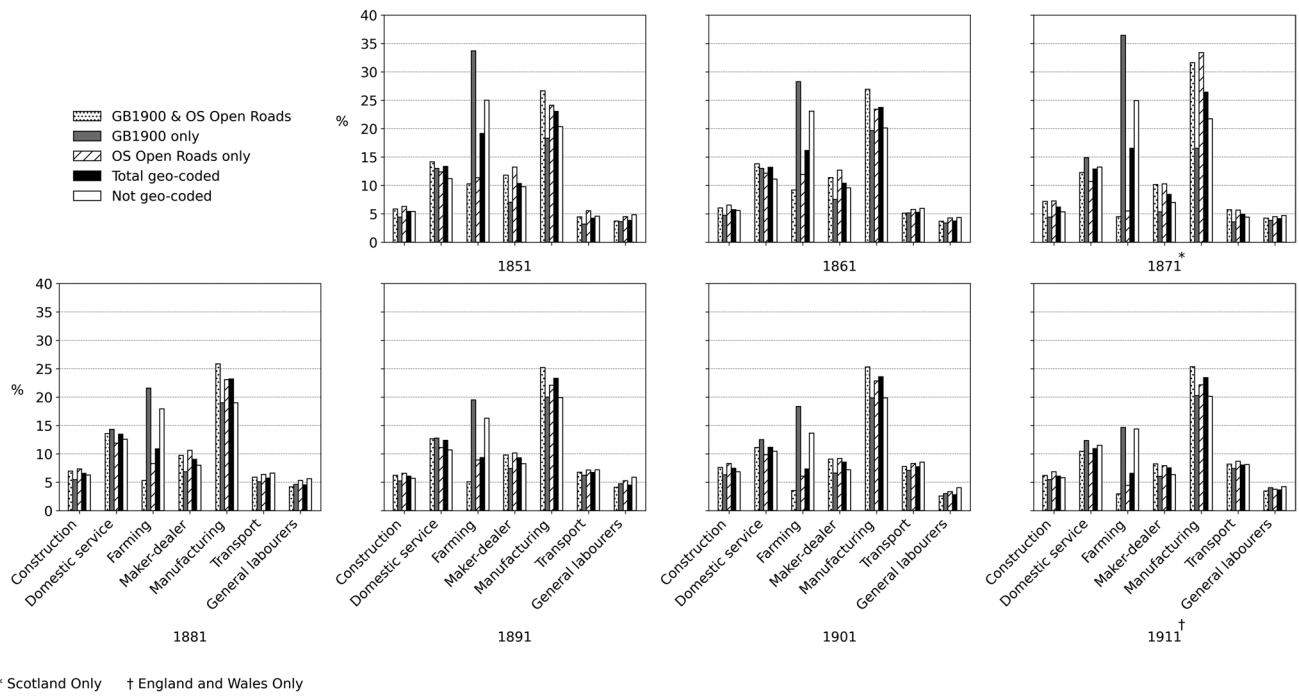 GB1900 & OS Open Roads
GB1900 only
OS Open Roads only
Total geo-coded
Not geo-coded
%
40
35
30
25
20
15
10
5
0
1851
1861
1871*
%
40
35
30
25
20
15
10
5
0
Construction
Domestic service
Farming
Maker-dealer
Manufacturing
Transport
General labourers
1881
Construction
Domestic service
Farming
Maker-dealer
Manufacturing
Transport
General labourers
1891
Construction
Domestic service
Farming
Maker-dealer
Manufacturing
Transport
General labourers
1901
Construction
Domestic service
Farming
Maker-dealer
Manufacturing
Transport
General labourers
1911†
* Scotland Only † England and Wales Only